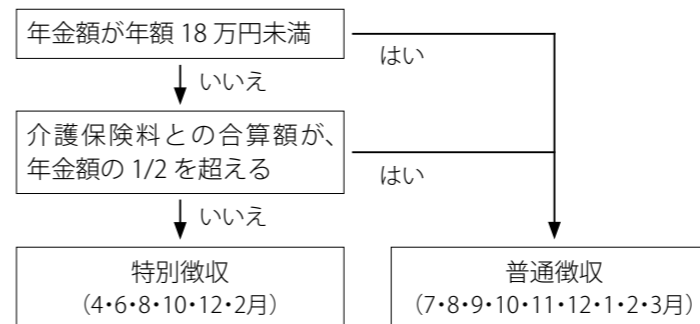 年金額が年額 18 万円未満
はい
いいえ
介護保険料との合算額が、
年金額の 1/2 を超える
はい
いいえ
特別徴収
（4・6・8・10・12・2月）
普通徴収
（7・8・9・10・11・12・1・2・3月）